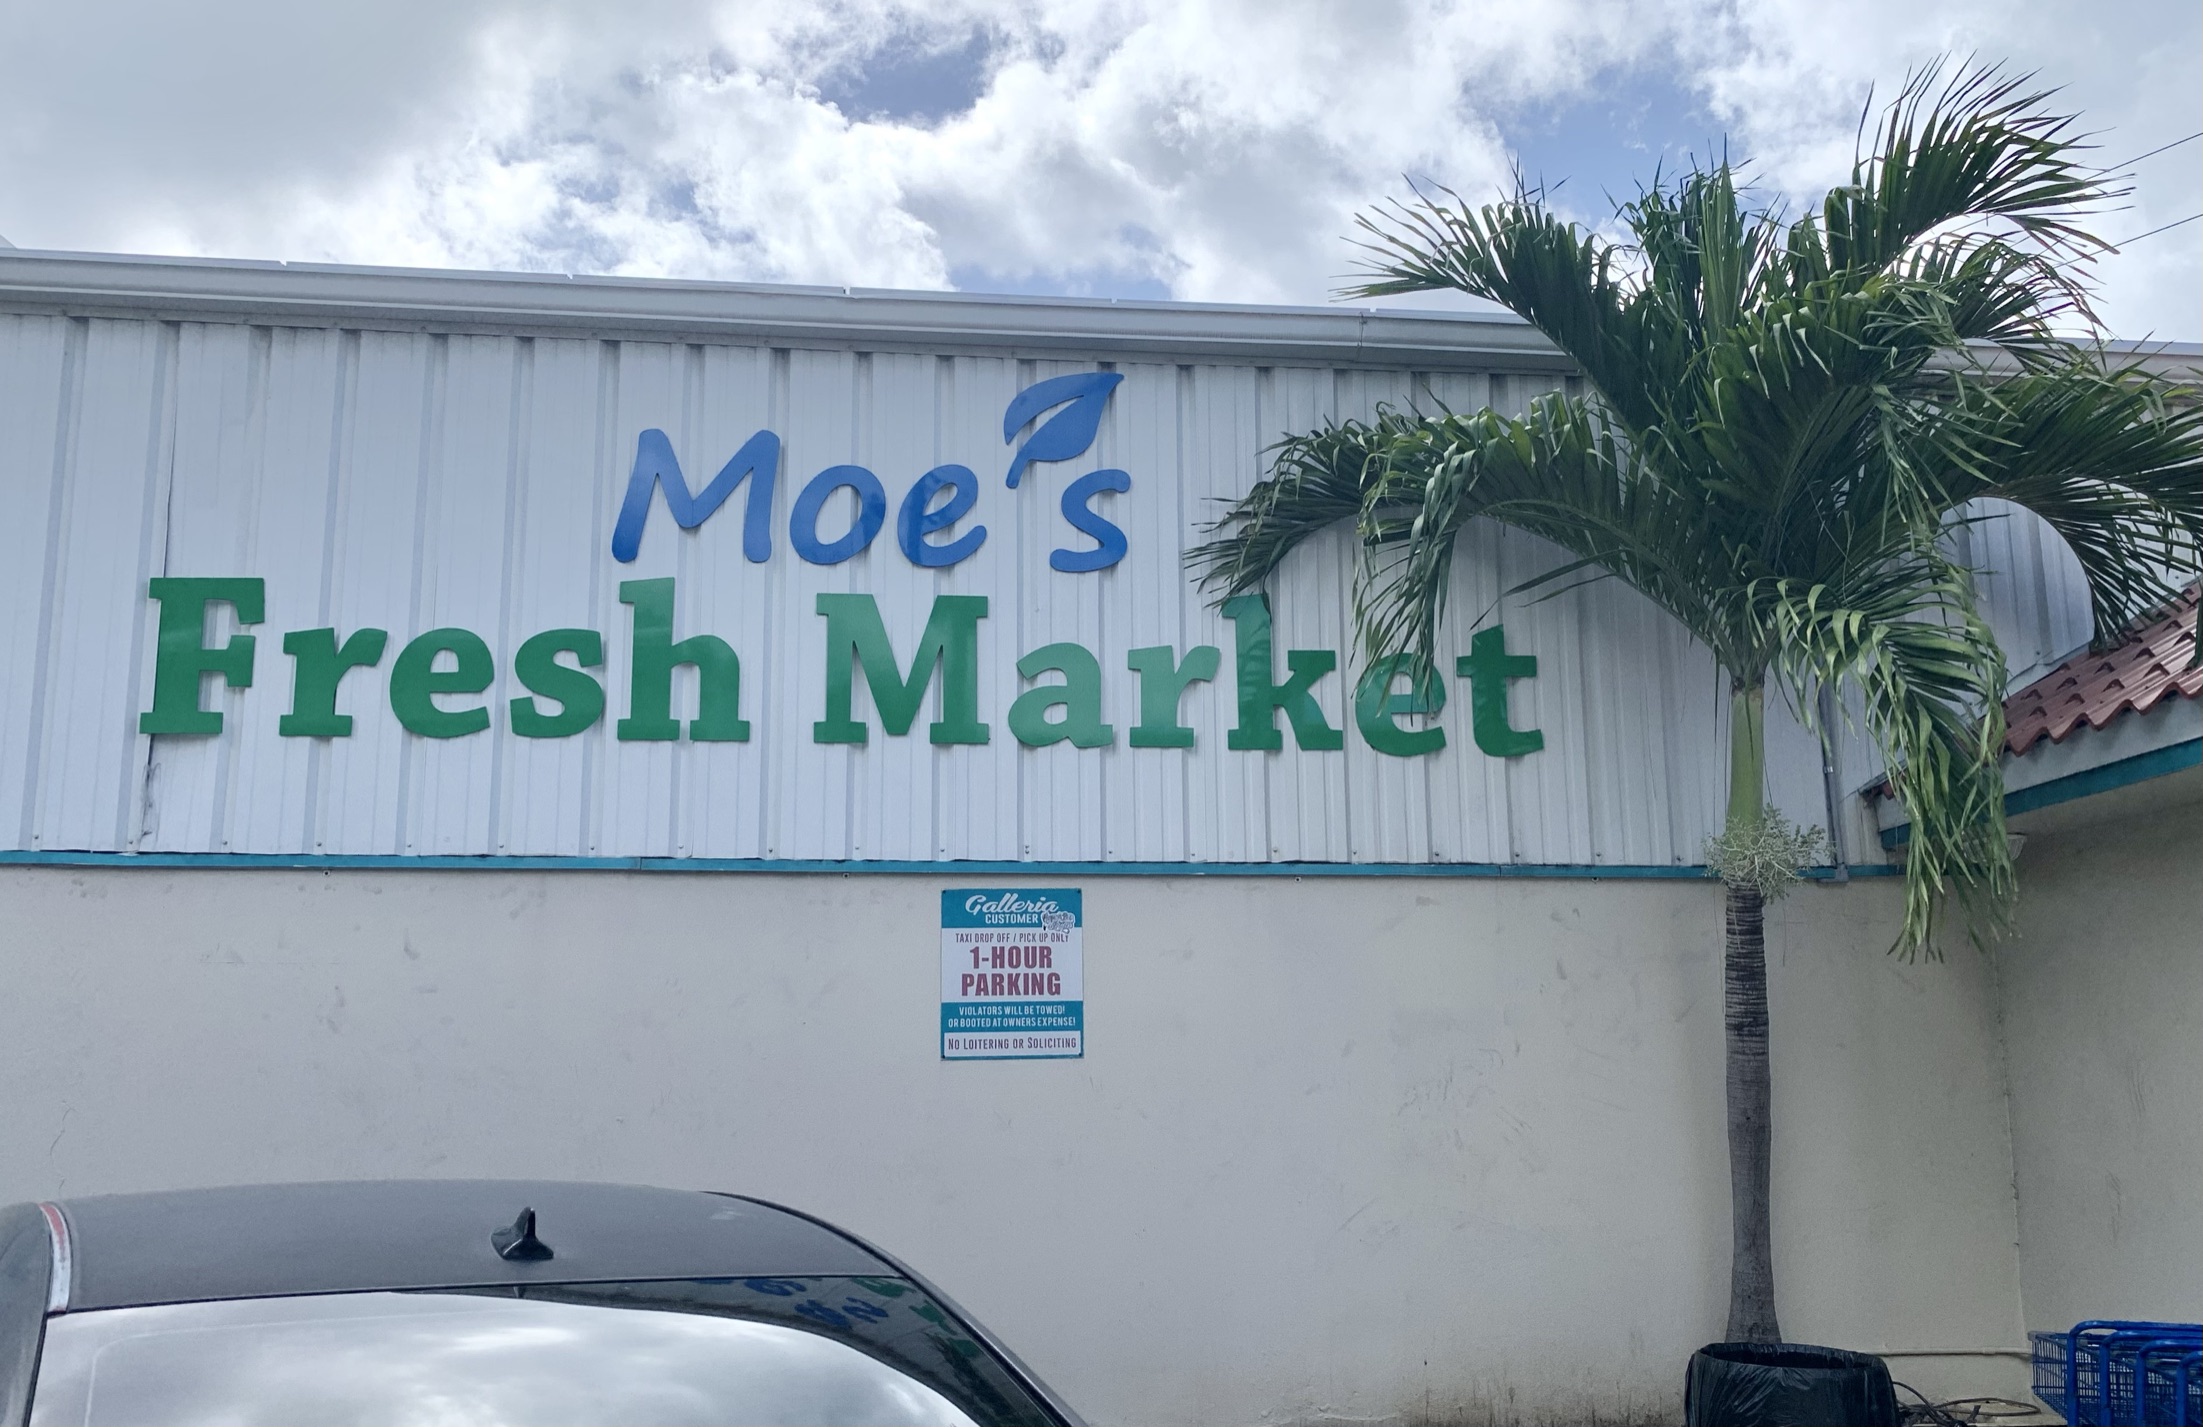 Moe's
Fresh Market
Galleria
CUSTOMER
TAXI DROP OFF / PICK UP ONLY
1-HOUR
PARKING
VIOLATORS WILL BE TOWED!
OR BOOTED AT OWNERS EXPENSE!
NO LOITERING OR SOLICITING